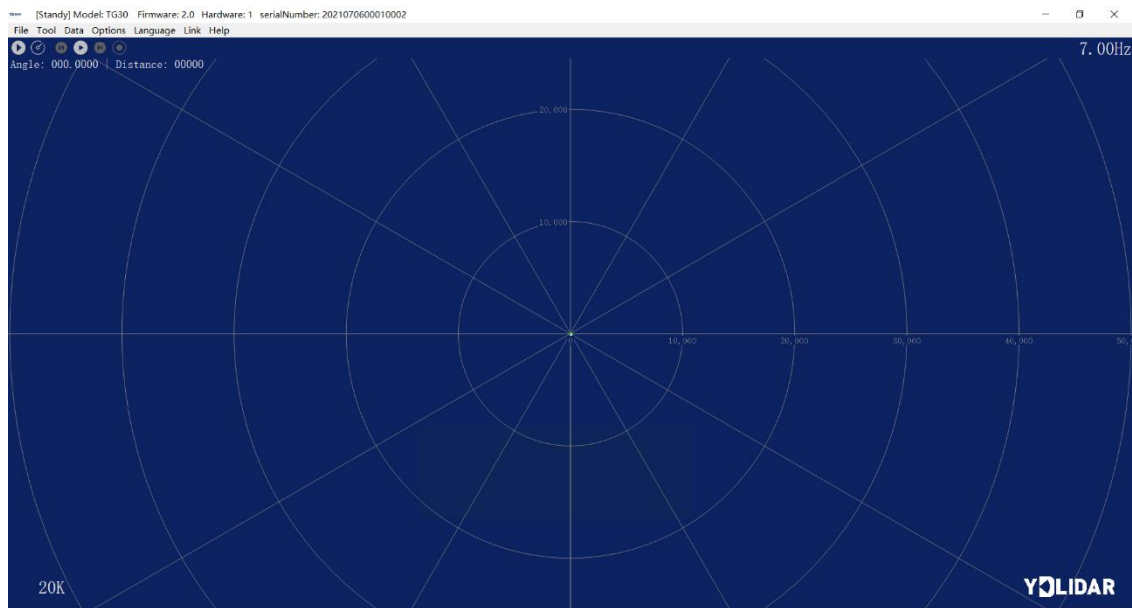 [Standy] Model: TG30 Firmware: 2.0 Hardware: 1 serialNumber: 2021070600010002
File Tool Data Options Language Link Help
7.00Hz
Angle: 000.0000 | Distance: 00000
20,000
10,000
0 10,000 20,000 30,000 40,000 50,
20K
YDLIDAR